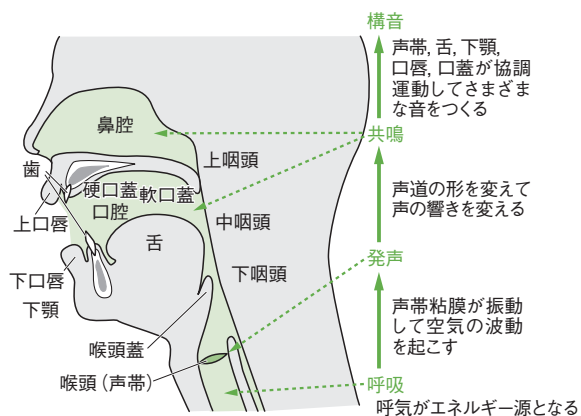 構音
声帯, 舌, 下顎,
口唇, 口蓋が協調
運動してさまざま
な音をつくる
鼻腔
共鳴
上咽頭
歯
硬口蓋
軟口蓋
口腔
上口唇
声道の形を変えて
声の響きを変える
中咽頭
舌
発声
下咽頭
下口唇
下顎
声帯粘膜が振動
して空気の波動
を起こす
喉頭蓋
喉頭（声帯）
呼吸
呼気がエネルギー源となる